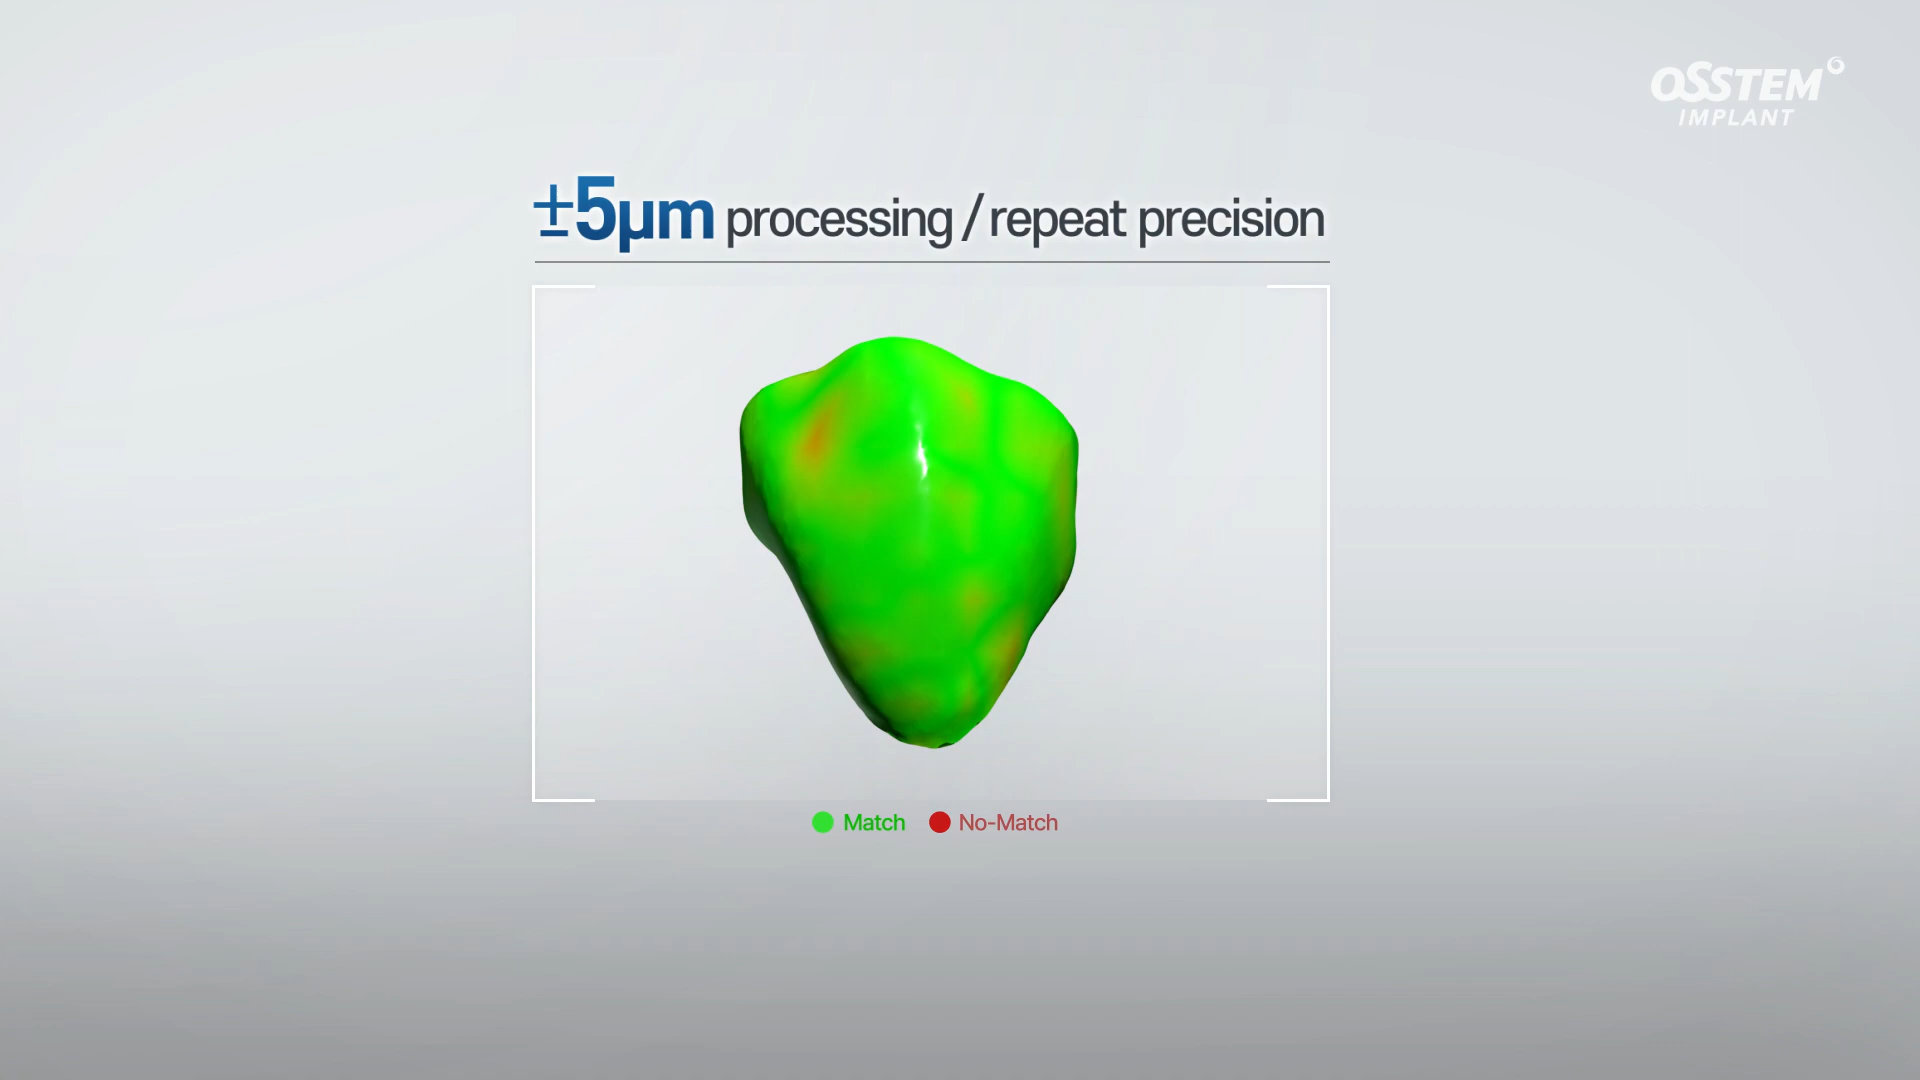 OSSTEM
IMPLANT
±5μm processing / repeat precision
Match
No-Match